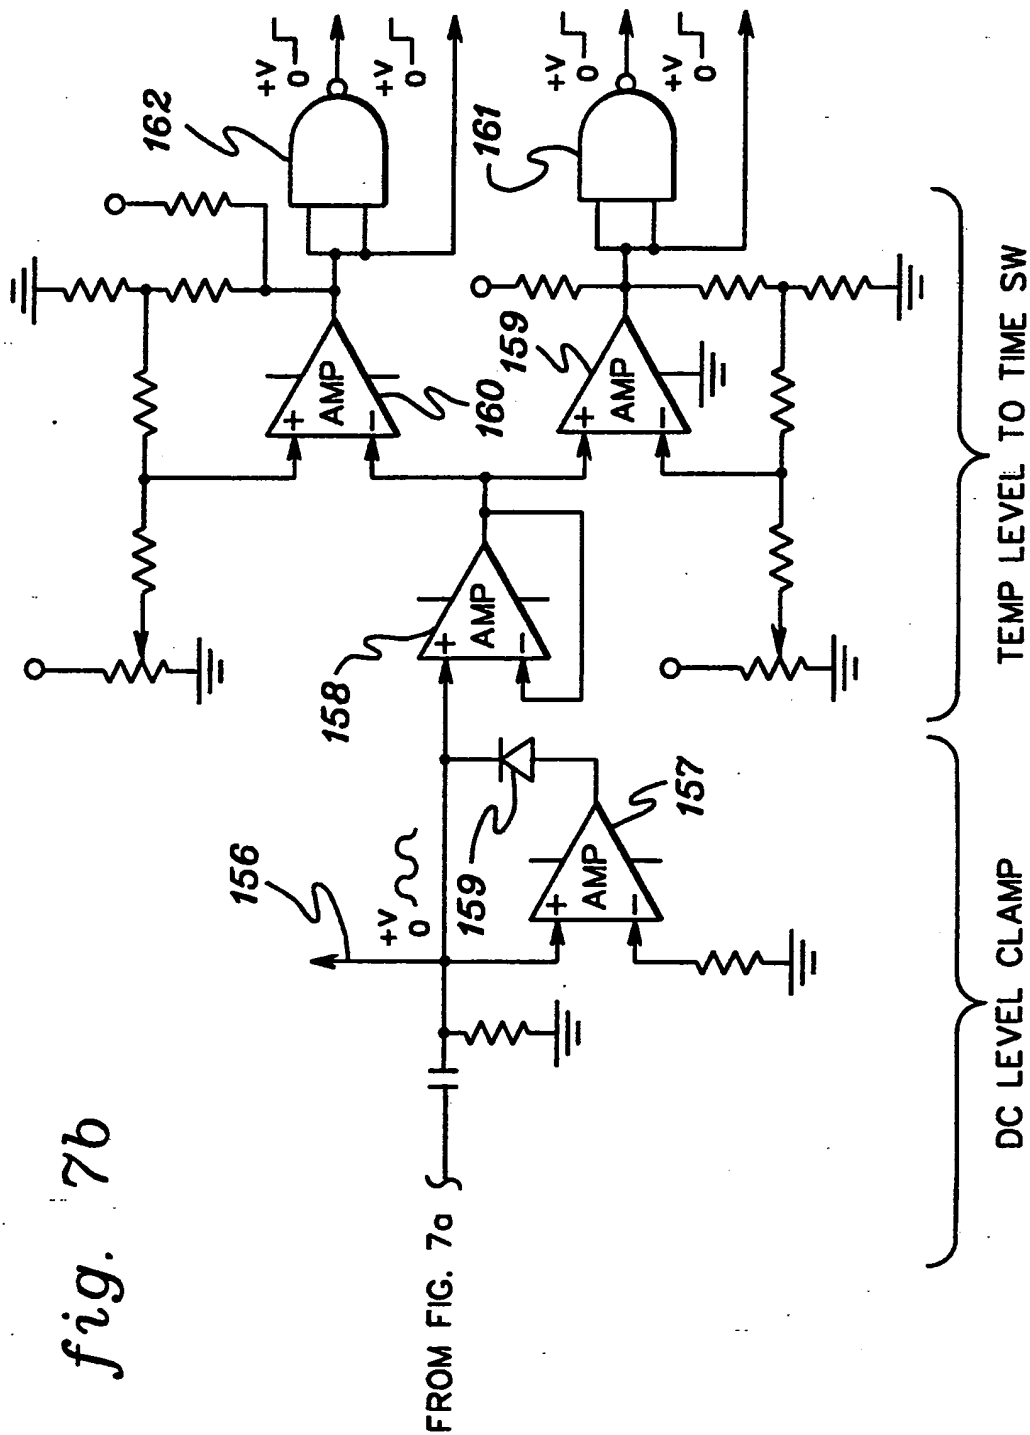 fig. 7b
FROM FIG. 7a
156
+V
0
159
AMP
+
−
157
158
AMP
+
−
AMP
+
−
160
AMP
+
−
159
162
+V
0
+V
0
161
+V
0
+V
0
DC LEVEL CLAMP
TEMP LEVEL TO TIME SW